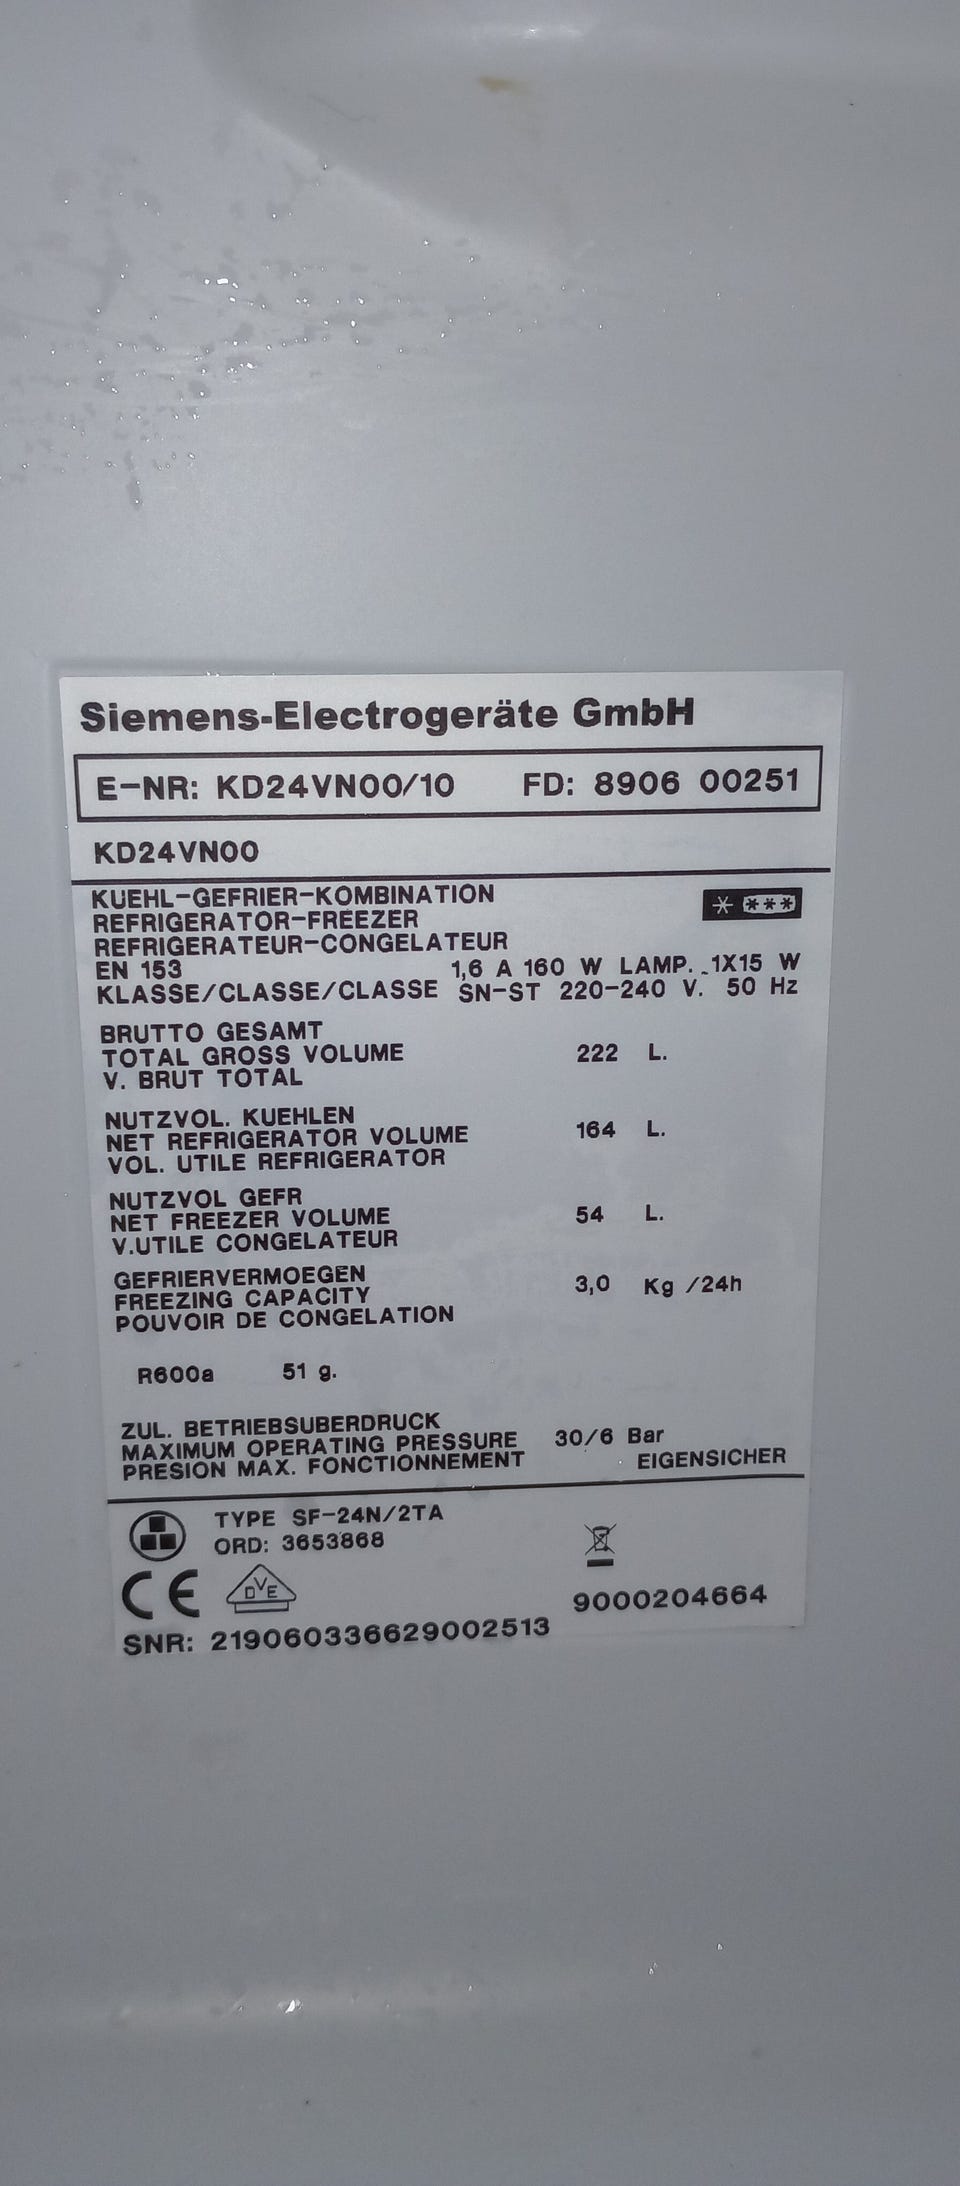 Siemens-Electrogeräte GmbH
E-NR: KD24VN00/10 FD: 8906 00251
KD24VN00
KUEHL-GEFRIER-KOMBINATION
REFRIGERATOR-FREEZER
REFRIGERATEUR-CONGELATEUR
EN 153 1,6 A 160 W LAMP. 1X15 W
KLASSE/CLASSE/CLASSE SN-ST 220-240 V. 50 Hz
BRUTTO GESAMT
TOTAL GROSS VOLUME 222 L.
V. BRUT TOTAL
NUTZVOL. KUEHLEN
NET REFRIGERATOR VOLUME 164 L.
VOL. UTILE REFRIGERATOR
NUTZVOL GEFR
NET FREEZER VOLUME 54 L.
V.UTILE CONGELATEUR
GEFRIERVERMOEGEN
FREEZING CAPACITY 3,0 Kg /24h
POUVOIR DE CONGELATION
R600a 51 g.
ZUL. BETRIEBSUBERDRUCK
MAXIMUM OPERATING PRESSURE 30/6 Bar
PRESION MAX. FONCTIONNEMENT EIGENSICHER
TYPE SF-24N/2TA
ORD: 3653868
CE DVE 9000204664
SNR: 219060336629002513